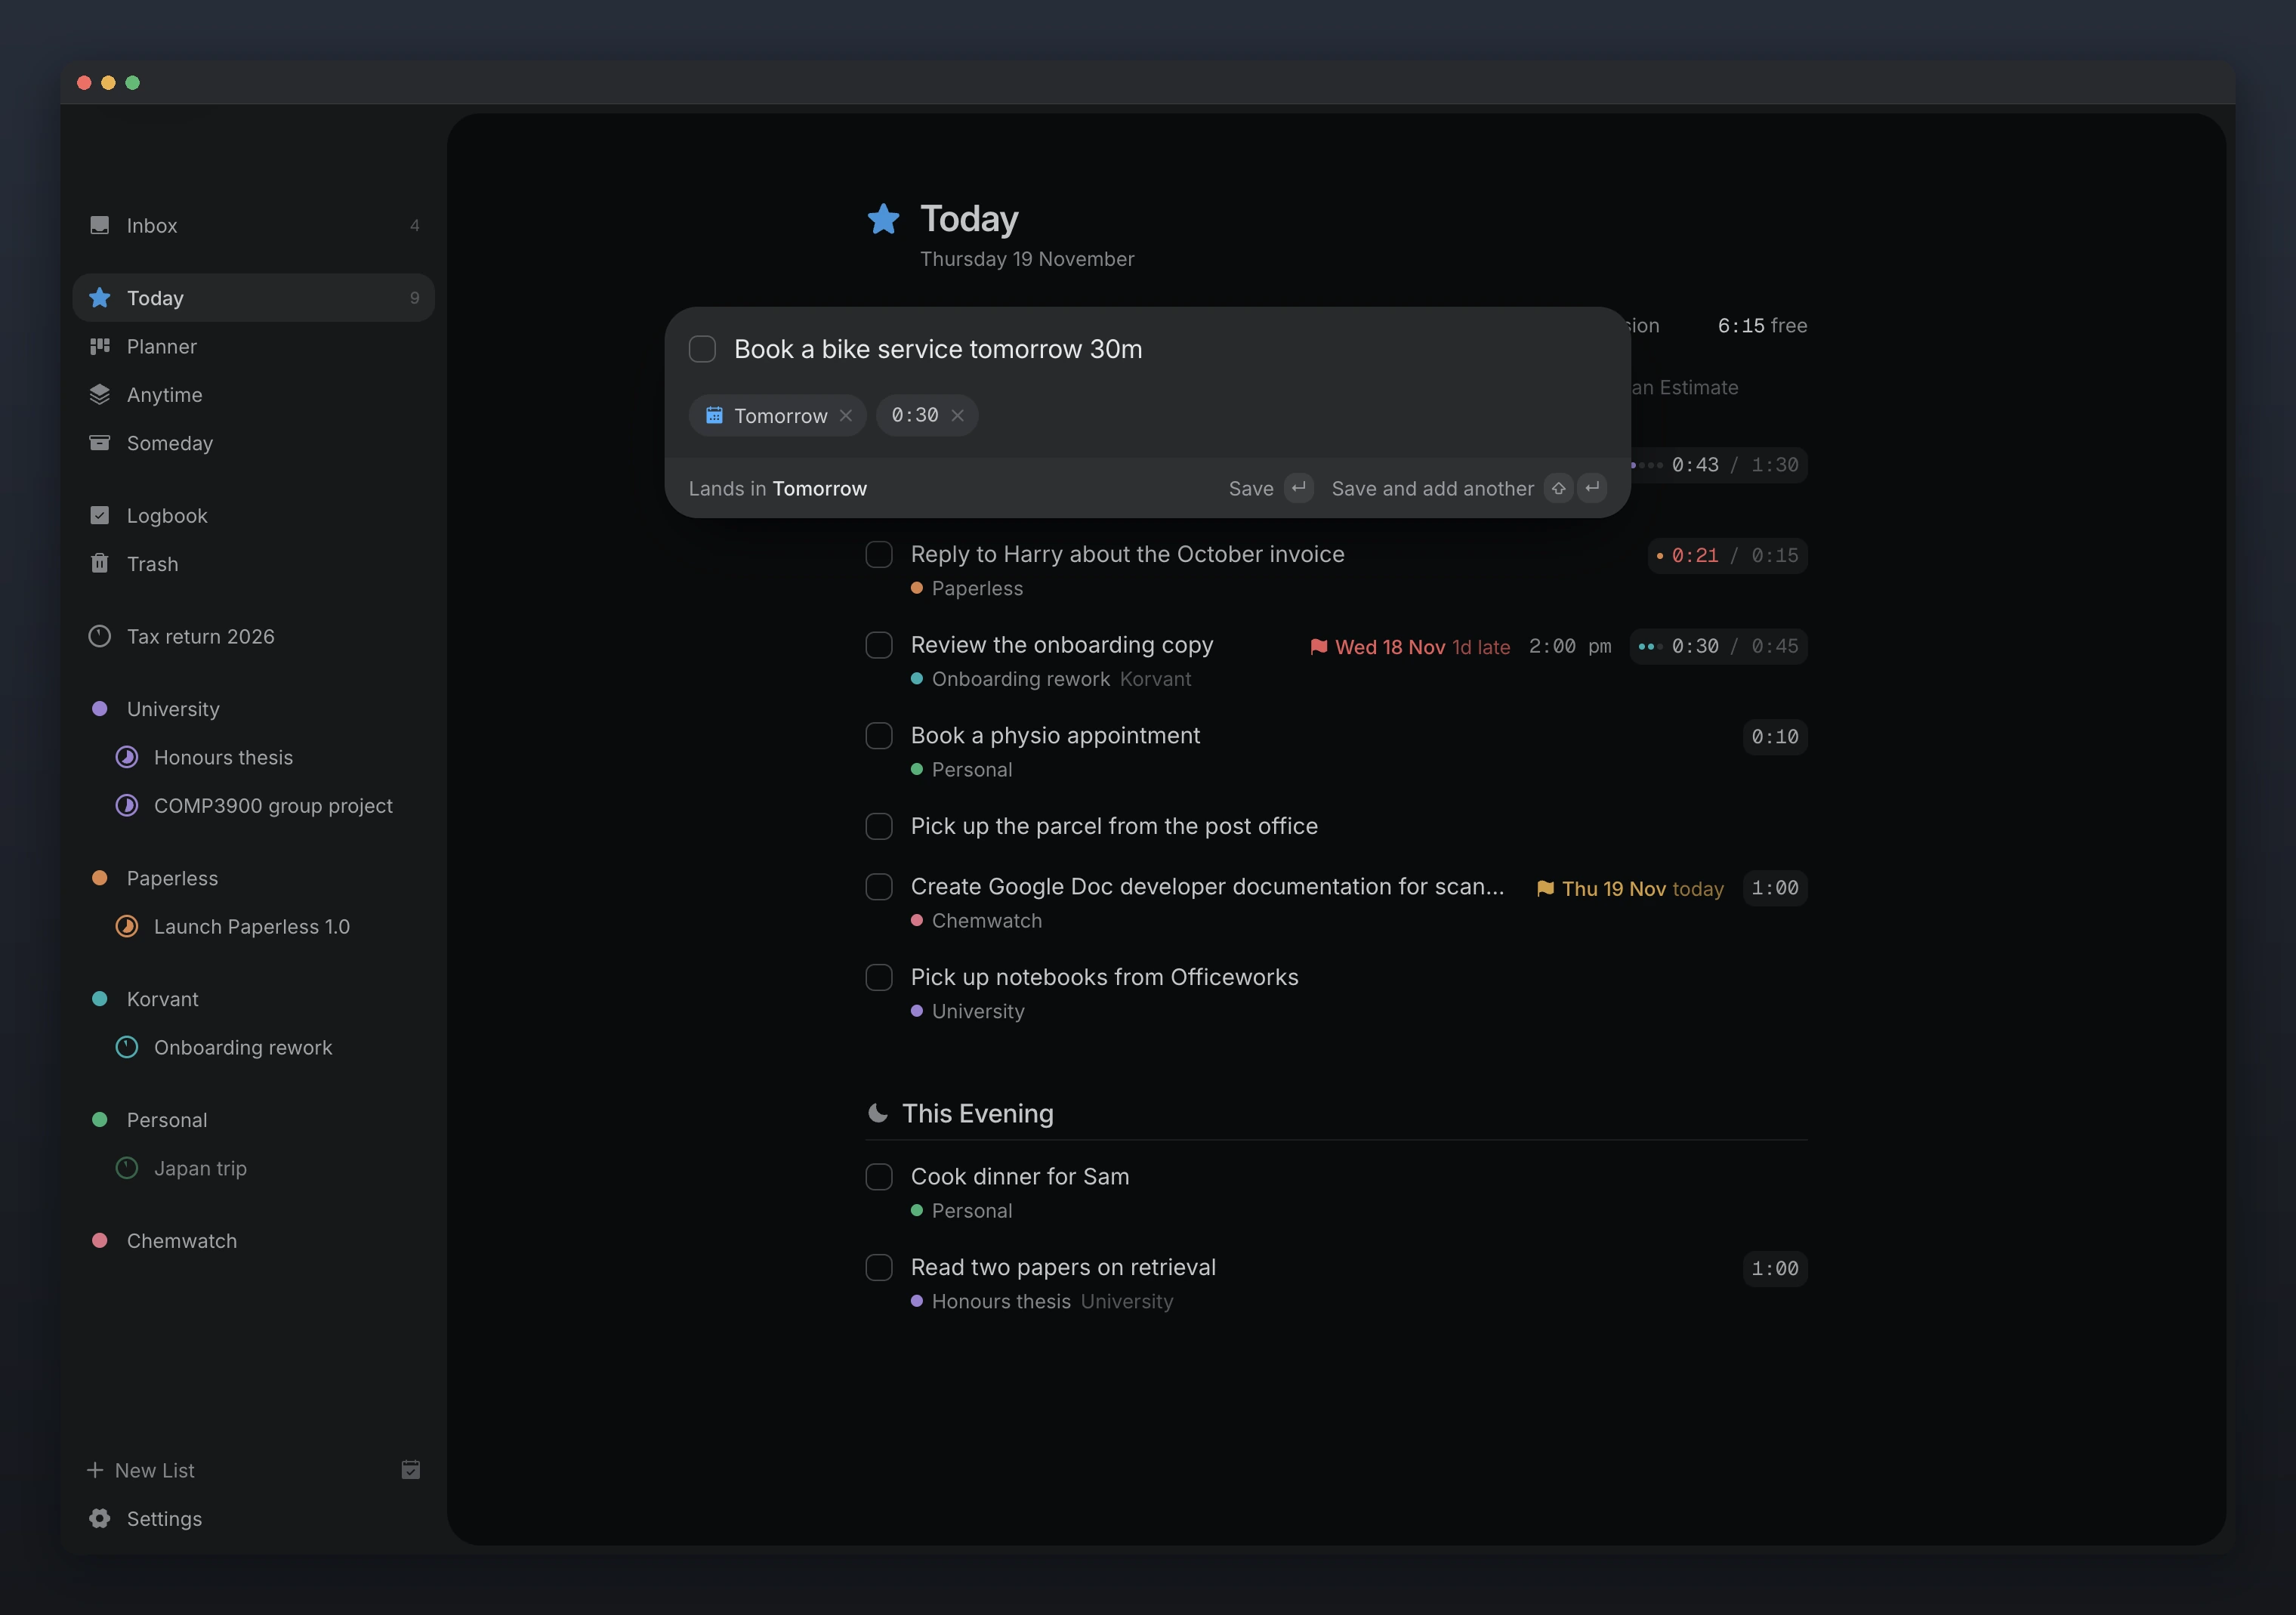 Inbox 4
Today 9
Planner
Anytime
Someday
Logbook
Trash
Tax return 2026
University
Honours thesis
COMP3900 group project
Paperless
Launch Paperless 1.0
Korvant
Onboarding rework
Personal
Japan trip
Chemwatch
New List
Settings
Today
Thursday 19 November
6:15 free
an Estimate
Book a bike service tomorrow 30m
Tomorrow 0:30
0:43 / 1:30
Lands in Tomorrow Save Save and add another
Reply to Harry about the October invoice 0:21 / 0:15
Paperless
Review the onboarding copy Wed 18 Nov 1d late 2:00 pm 0:30 / 0:45
Onboarding rework Korvant
Book a physio appointment 0:10
Personal
Pick up the parcel from the post office
Create Google Doc developer documentation for scan... Thu 19 Nov today 1:00
Chemwatch
Pick up notebooks from Officeworks
University
This Evening
Cook dinner for Sam
Personal
Read two papers on retrieval 1:00
Honours thesis University